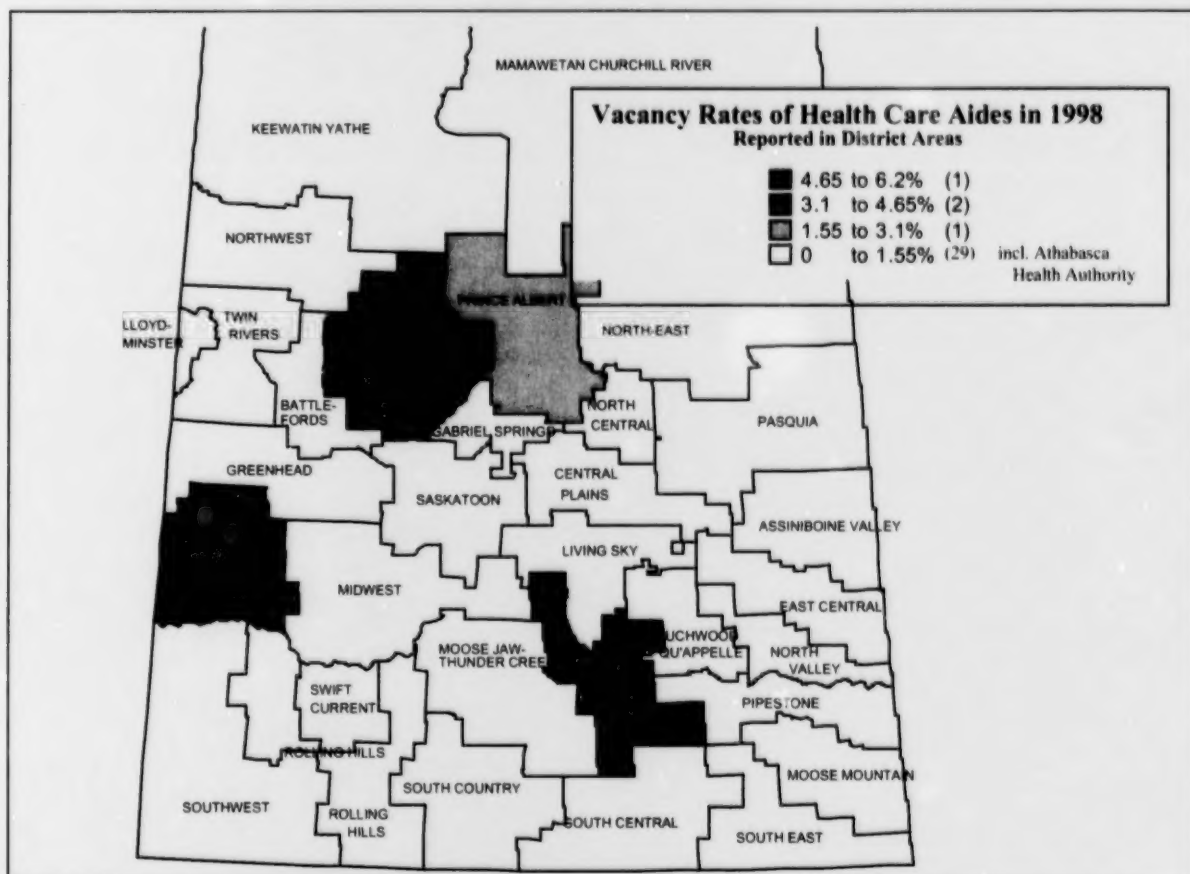 MAMAWETAN CHURCHILL RIVER
KEEWATIN YATHE
Vacancy Rates of Health Care Aides in 1998
Reported in District Areas
4.65 to 6.2% (1)
3.1 to 4.65% (2)
1.55 to 3.1% (1)
0 to 1.55% (29) incl. Athabasca
Health Authority
NORTHWEST
PRINCE ALBERT
LLOYD-
MINSTER
TWIN
RIVERS
NORTH-EAST
BATTLE-
FORDS
GABRIEL SPRINGS
NORTH
CENTRAL
PASQUIA
GREENHEAD
SASKATOON
CENTRAL
PLAINS
ASSINIBOINE VALLEY
LIVING SKY
MIDWEST
EAST CENTRAL
MOOSE JAW-
THUNDER CREE
UCHWOOD
QU'APPELLE
NORTH
VALLEY
SWIFT
CURRENT
PIPESTONE
ROLLING HILLS
SOUTHWEST
ROLLING
HILLS
SOUTH COUNTRY
SOUTH CENTRAL
MOOSE MOUNTAIN
SOUTH EAST